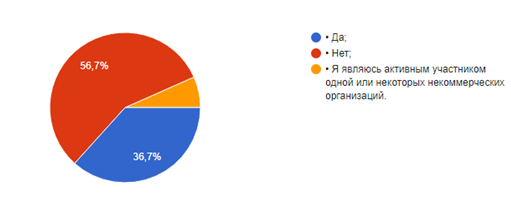 56,7%
36,7%
• Да;
• Нет;
• Я являюсь активным участником
одной или некоторых некоммерческих
организаций.